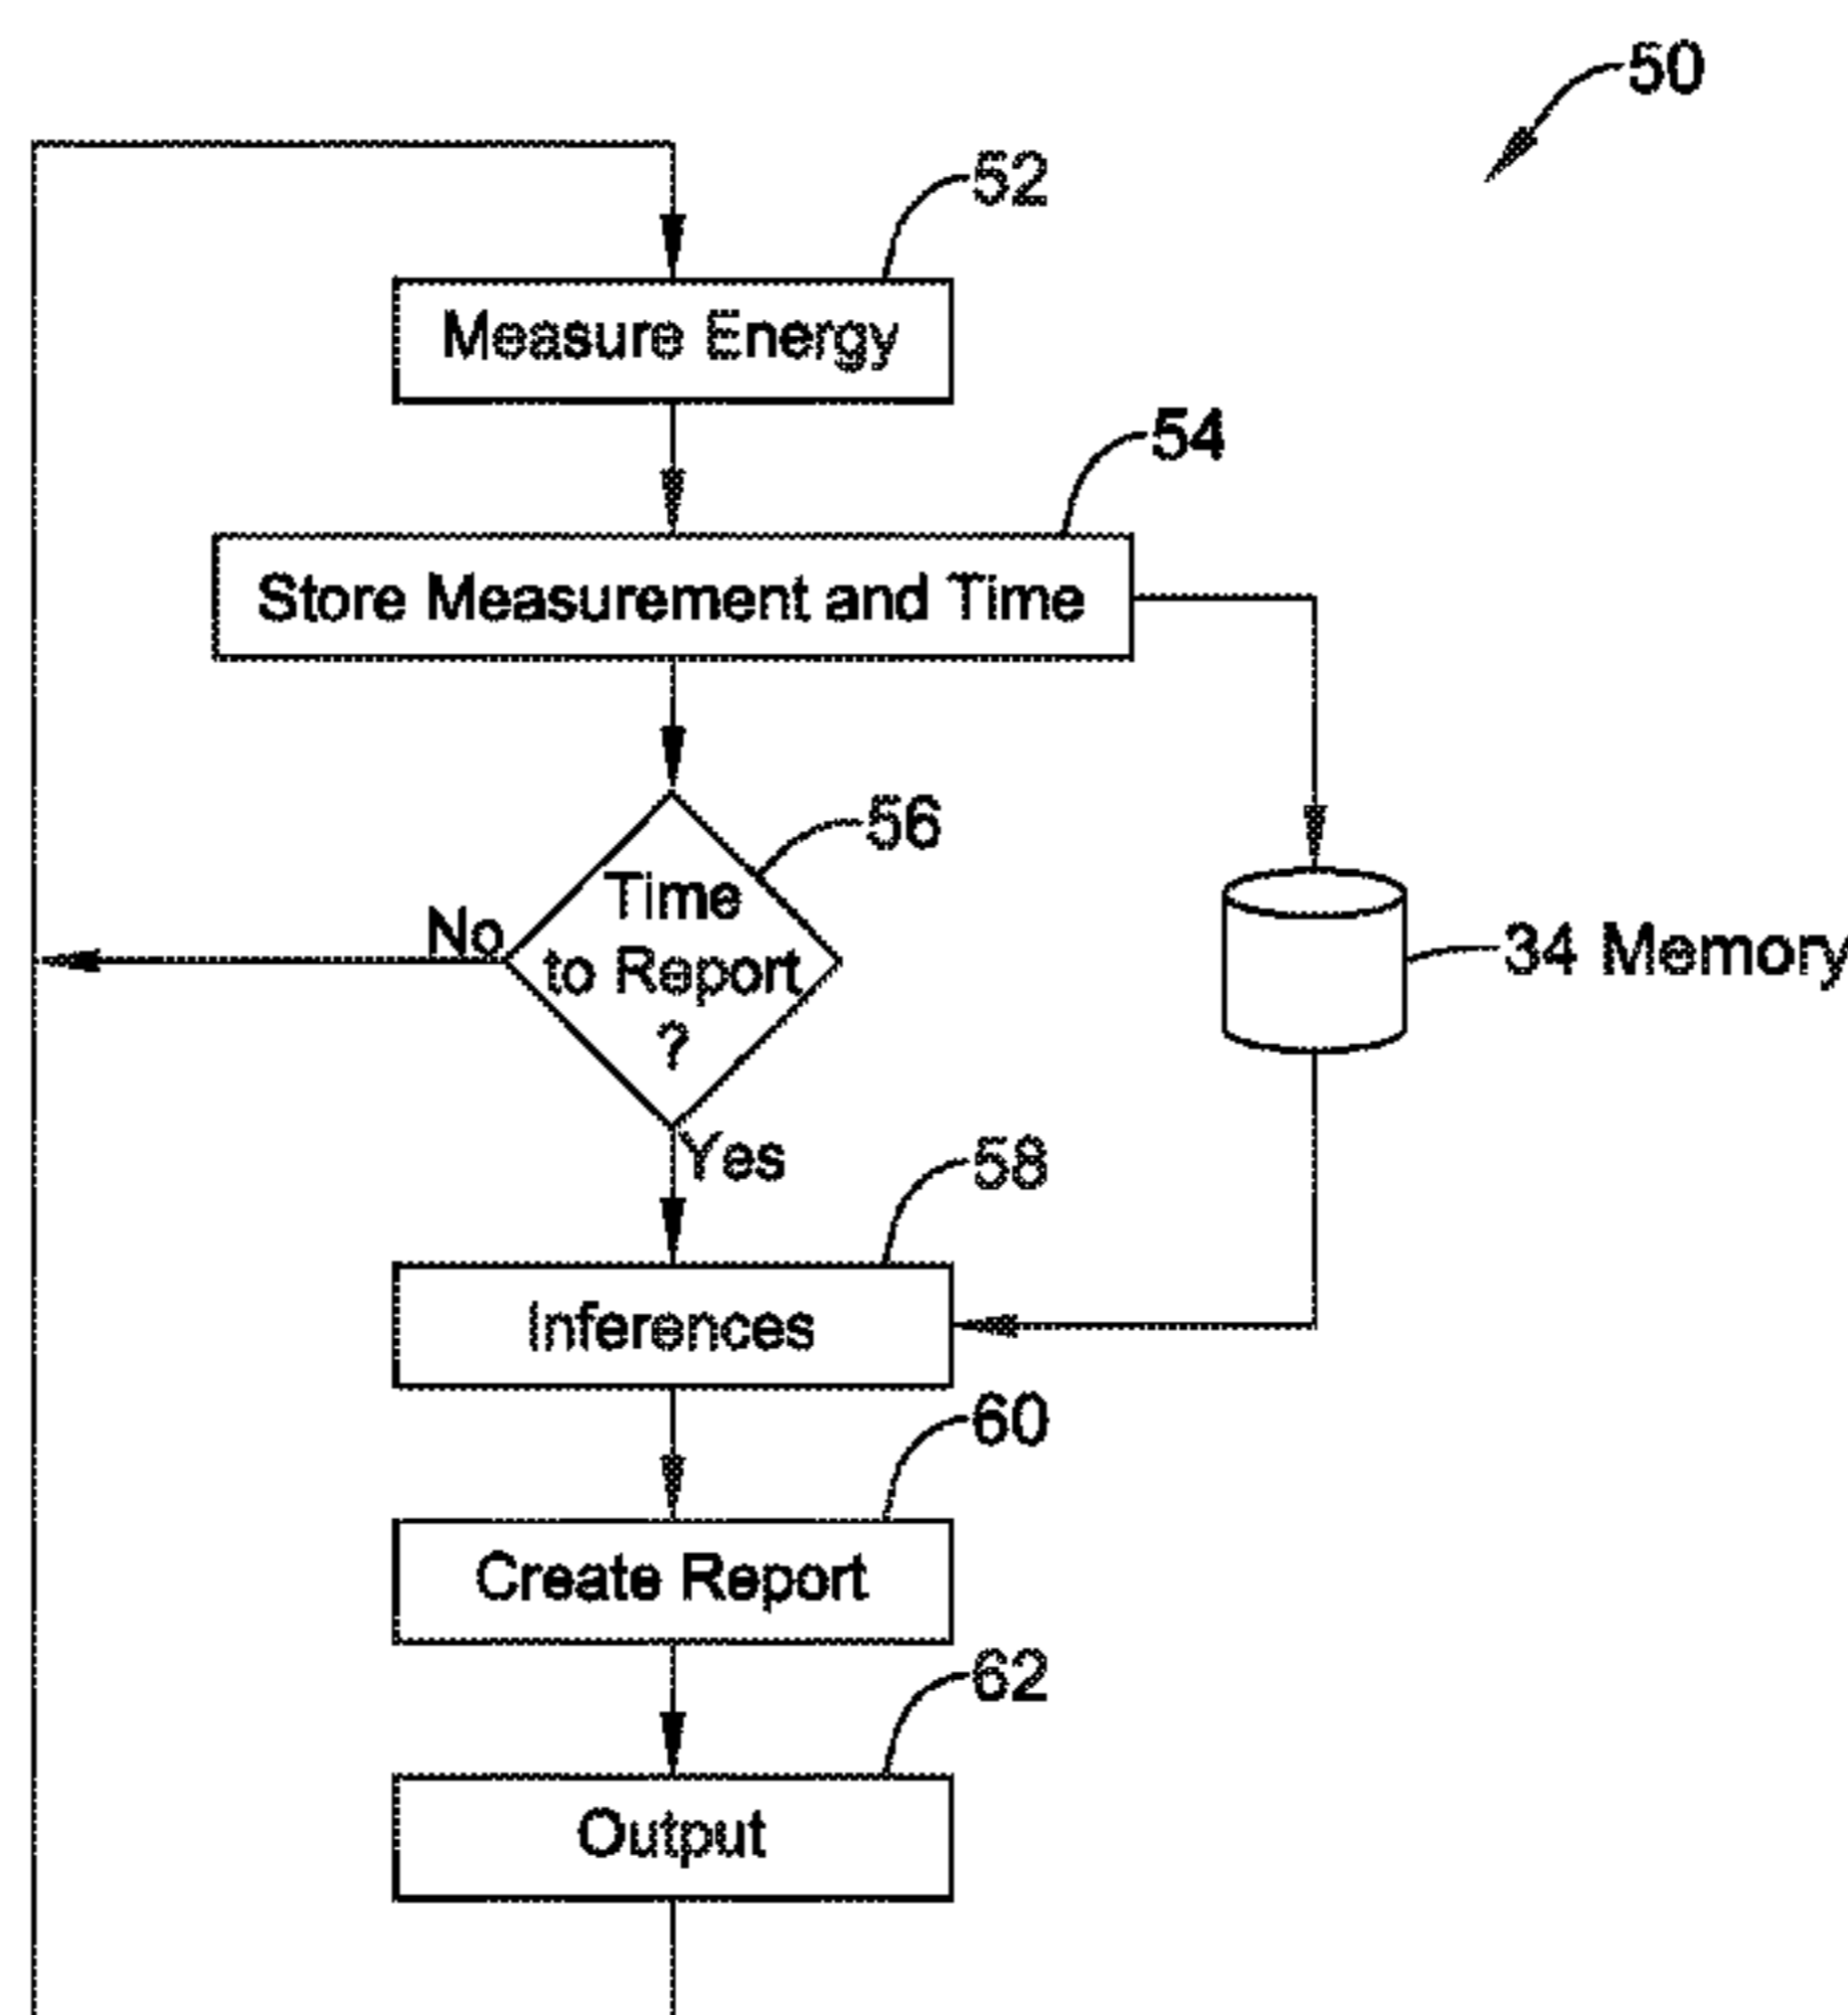 50
52
Measure Energy
54
Store Measurement and Time
56
Time
to Report
?
No
34 Memory
Yes
58
Inferences
60
Create Report
62
Output